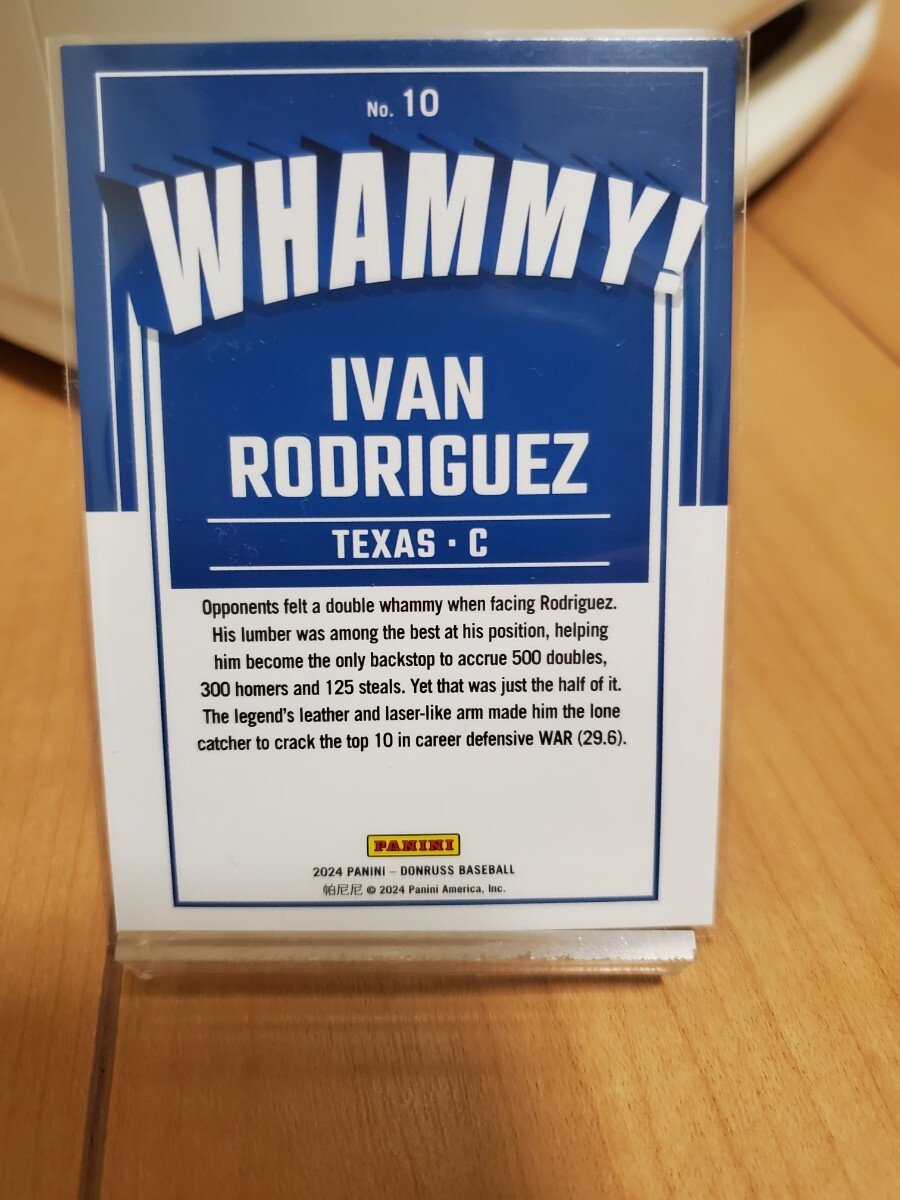 No. 10
WHAMMY!
IVAN
RODRIGUEZ
TEXAS · C
Opponents felt a double whammy when facing Rodriguez.
His lumber was among the best at his position, helping
him become the only backstop to accrue 500 doubles,
300 homers and 125 steals. Yet that was just the half of it.
The legend's leather and laser-like arm made him the lone
catcher to crack the top 10 in career defensive WAR (29.6).
PANINI
2024 PANINI – DONRUSS BASEBALL
帕尼尼 © 2024 Panini America, Inc.